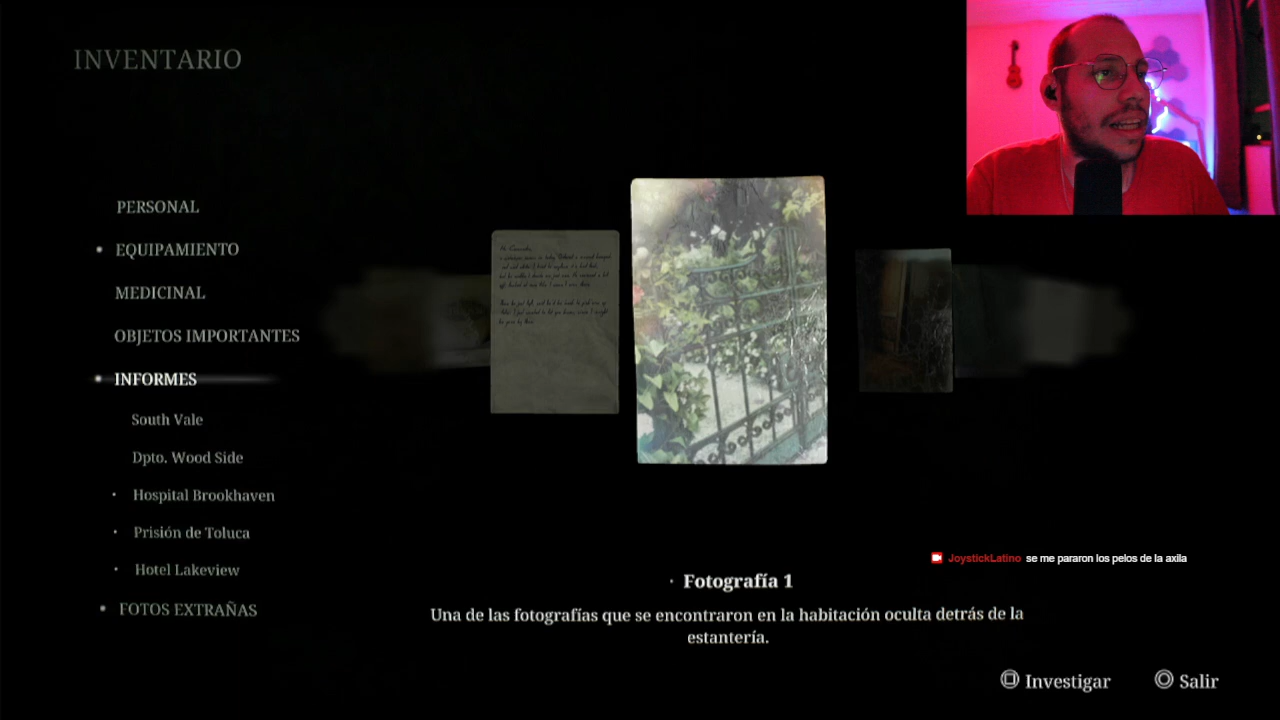 INVENTARIO
PERSONAL
EQUIPAMIENTO
MEDICINAL
OBJETOS IMPORTANTES
INFORMES
South Vale
Dpto. Wood Side
Hospital Brookhaven
Prisión de Toluca
Hotel Lakeview
FOTOS EXTRAÑAS
JoystickLatino se me pararon los pelos de la axila
Fotografía 1
Una de las fotografías que se encontraron en la habitación oculta detrás de la
estantería.
Investigar
Salir